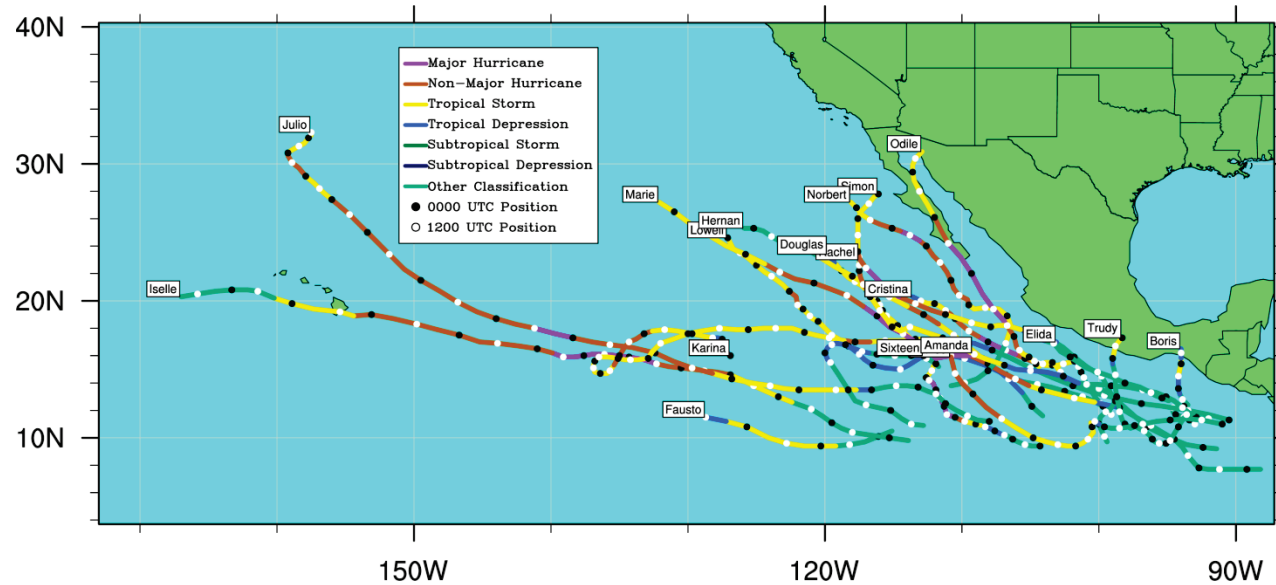 40N
30N
20N
10N
150W
120W
90W
Major Hurricane
Non-Major Hurricane
Tropical Storm
Tropical Depression
Subtropical Storm
Subtropical Depression
Other Classification
0000 UTC Position
1200 UTC Position
Julio
Odile
Simon
Norbert
Marie
Hernan
Lowell
Douglas
Rachel
Iselle
Cristina
Elida
Trudy
Boris
Karina
Sixteen
Amanda
Fausto